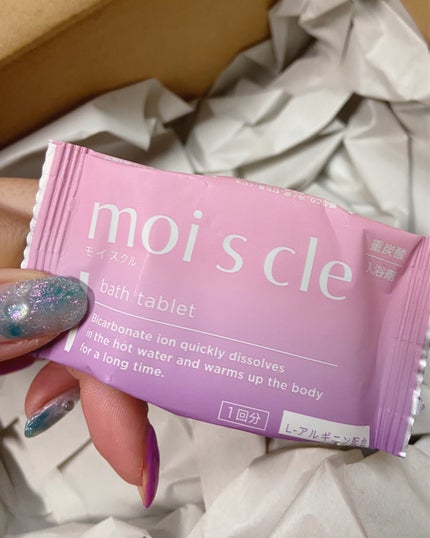 moi s cle
モイスクル
重炭酸
入浴剤
bath tablet
Bicarbonate ion quickly dissolves
in the hot water and warms up the body
for a long time.
1回分
L-アルギニン配合